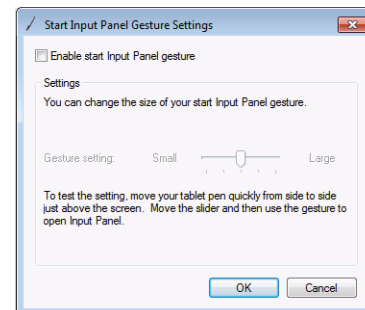 Start Input Panel Gesture Settings
Enable start Input Panel gesture
Settings
You can change the size of your start Input Panel gesture.
Gesture setting: Small Large
To test the setting, move your tablet pen quickly from side to side
just above the screen. Move the slider and then use the gesture to
open Input Panel.
OK Cancel